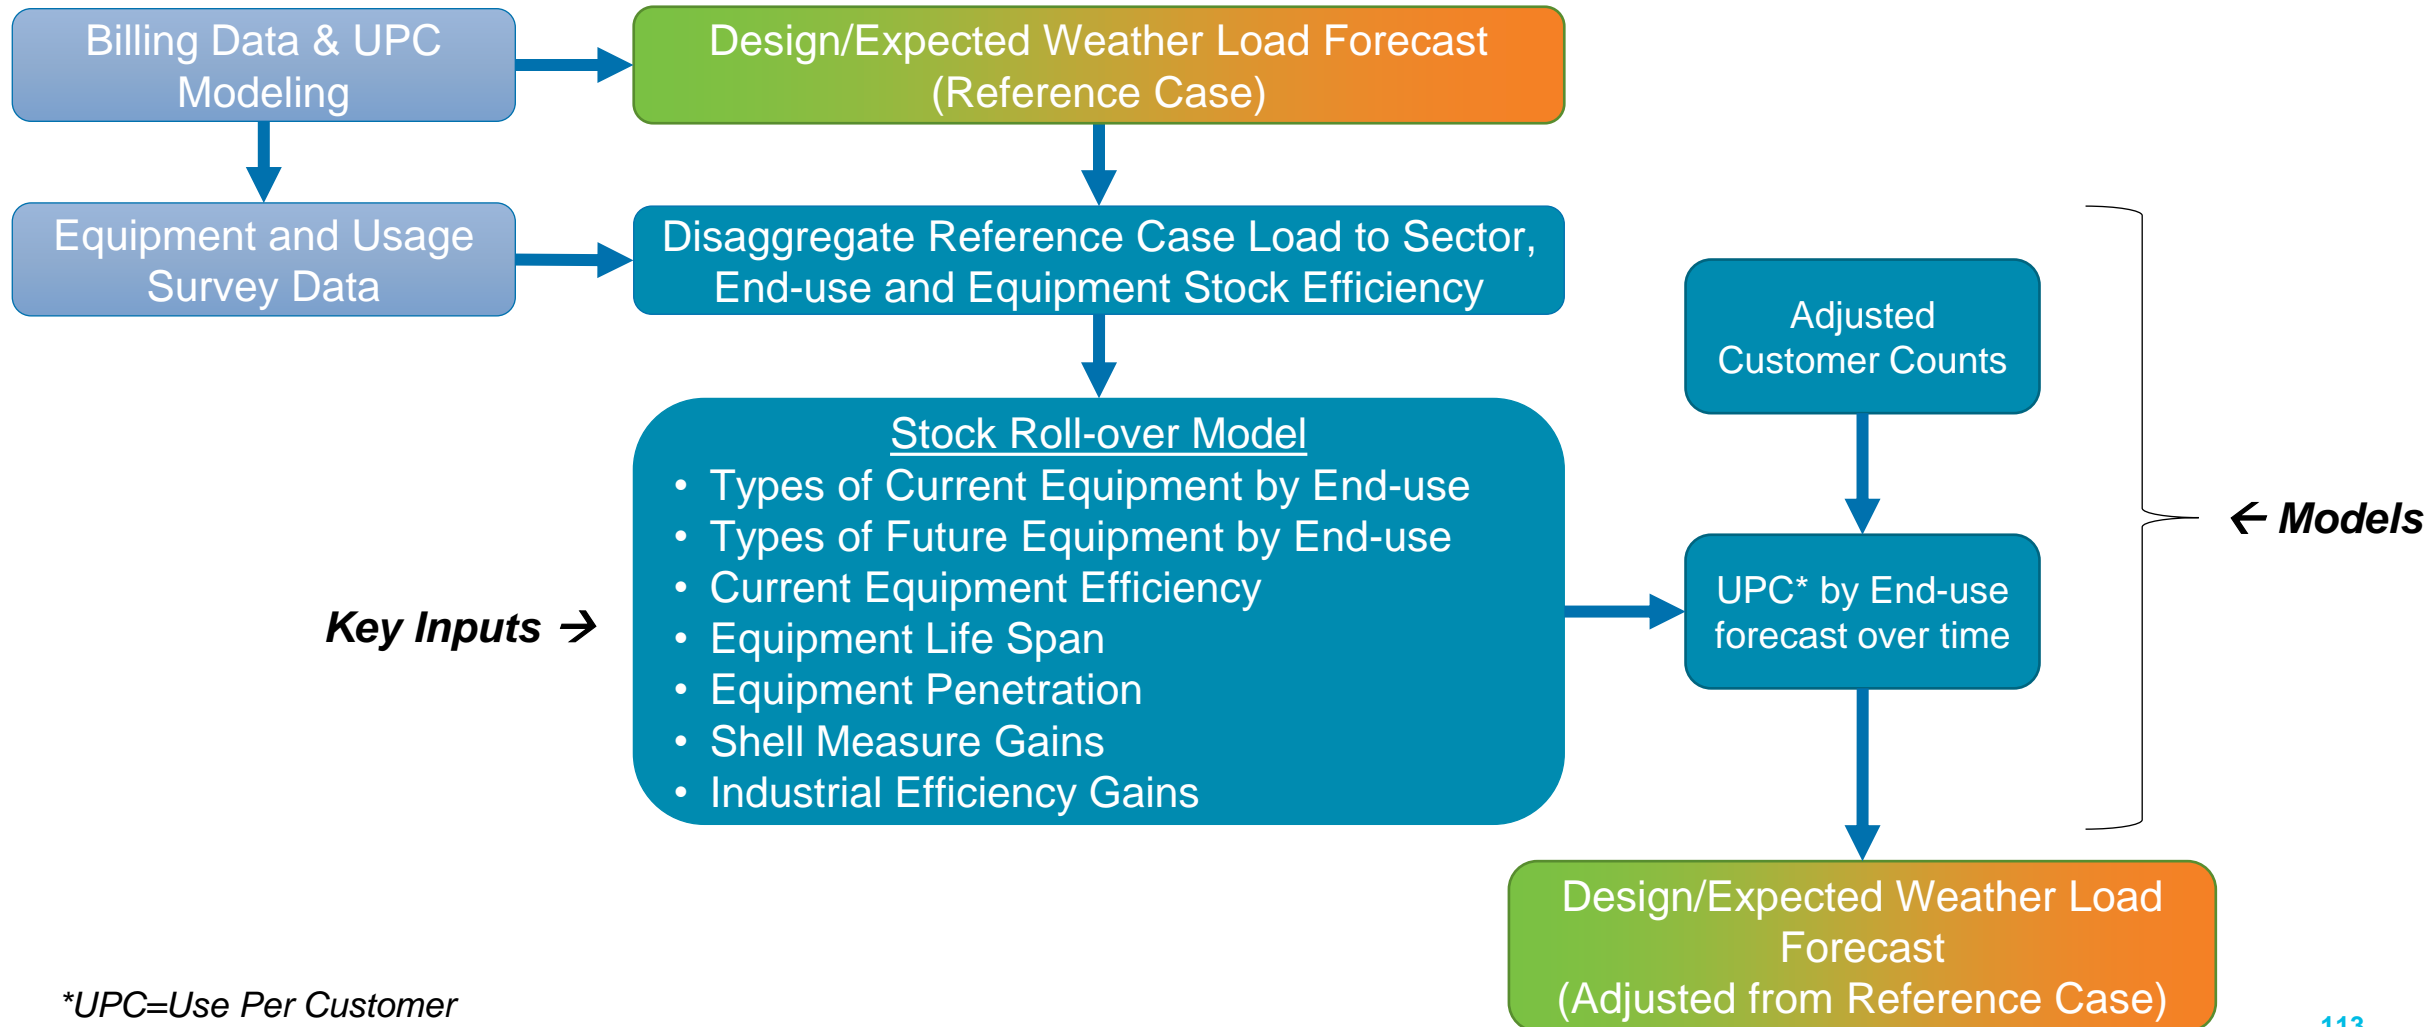 Billing Data & UPC
Modeling
Design/Expected Weather Load Forecast
(Reference Case)
Equipment and Usage
Survey Data
Disaggregate Reference Case Load to Sector,
End-use and Equipment Stock Efficiency
Adjusted
Customer Counts
Stock Roll-over Model
• Types of Current Equipment by End-use
• Types of Future Equipment by End-use
• Current Equipment Efficiency
• Equipment Life Span
• Equipment Penetration
• Shell Measure Gains
• Industrial Efficiency Gains
Key Inputs →
UPC* by End-use
forecast over time
← Models
Design/Expected Weather Load
Forecast
(Adjusted from Reference Case)
*UPC=Use Per Customer
113